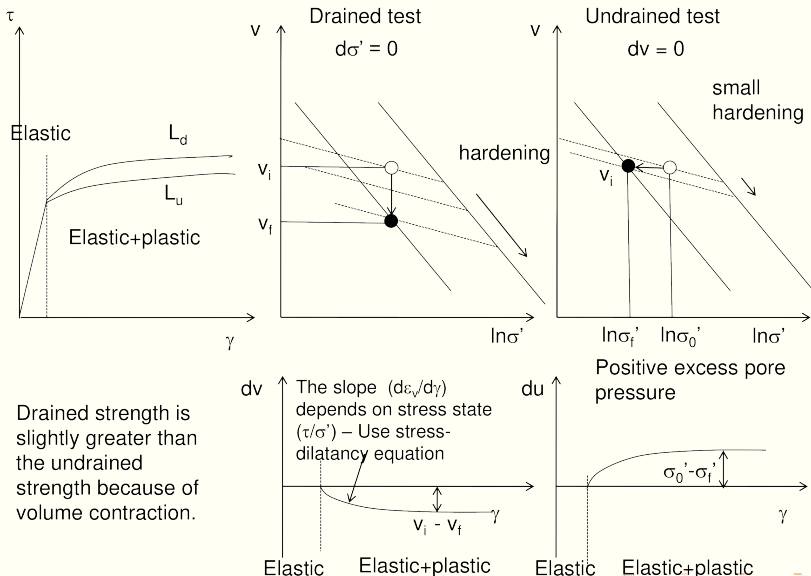 τ
Elastic
L_d
L_u
Elastic+plastic
γ
Drained test
dσ' = 0
v
v_i
v_f
hardening
lnσ'
Undrained test
dv = 0
v
small
hardening
v_i
lnσ_f'
lnσ_0'
lnσ'
Drained strength is
slightly greater than
the undrained
strength because of
volume contraction.
dv
The slope (dε_v/dγ)
depends on stress state
(τ/σ') – Use stress-
dilatancy equation
v_i - v_f
γ
Elastic
Elastic+plastic
Positive excess pore
pressure
du
σ_0'-σ_f'
γ
Elastic
Elastic+plastic